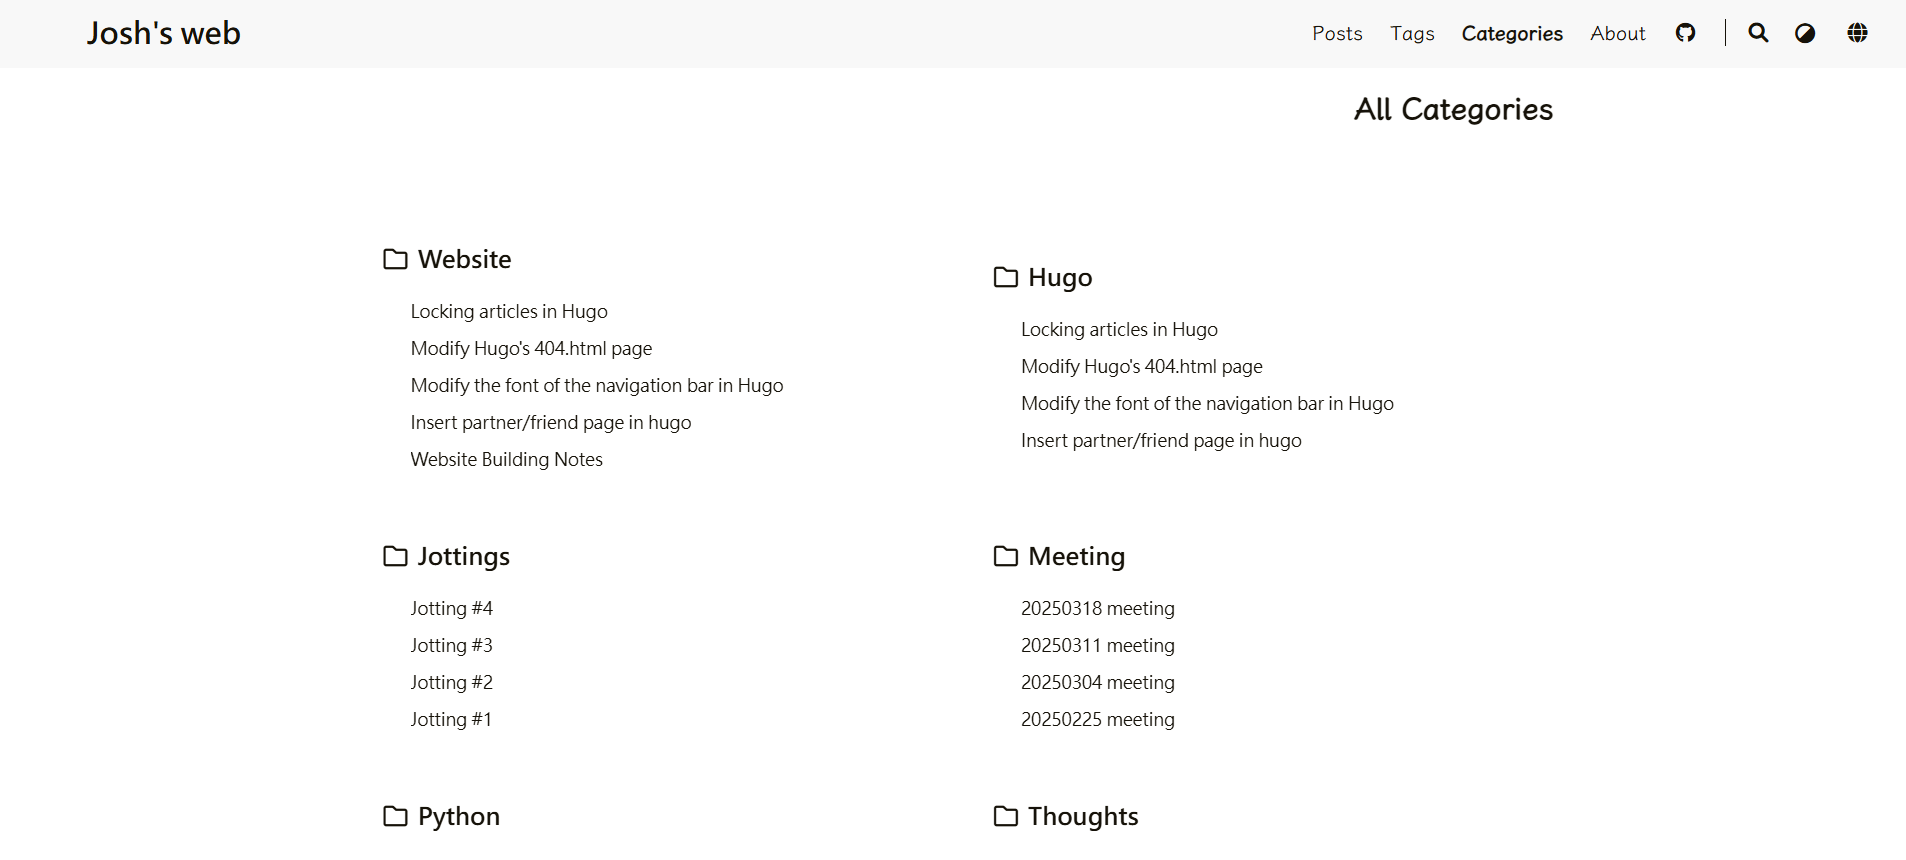 Josh's web
Posts Tags Categories About
All Categories
Website
Locking articles in Hugo
Modify Hugo's 404.html page
Modify the font of the navigation bar in Hugo
Insert partner/friend page in hugo
Website Building Notes
Hugo
Locking articles in Hugo
Modify Hugo's 404.html page
Modify the font of the navigation bar in Hugo
Insert partner/friend page in hugo
Jottings
Jotting #4
Jotting #3
Jotting #2
Jotting #1
Meeting
20250318 meeting
20250311 meeting
20250304 meeting
20250225 meeting
Python
Thoughts